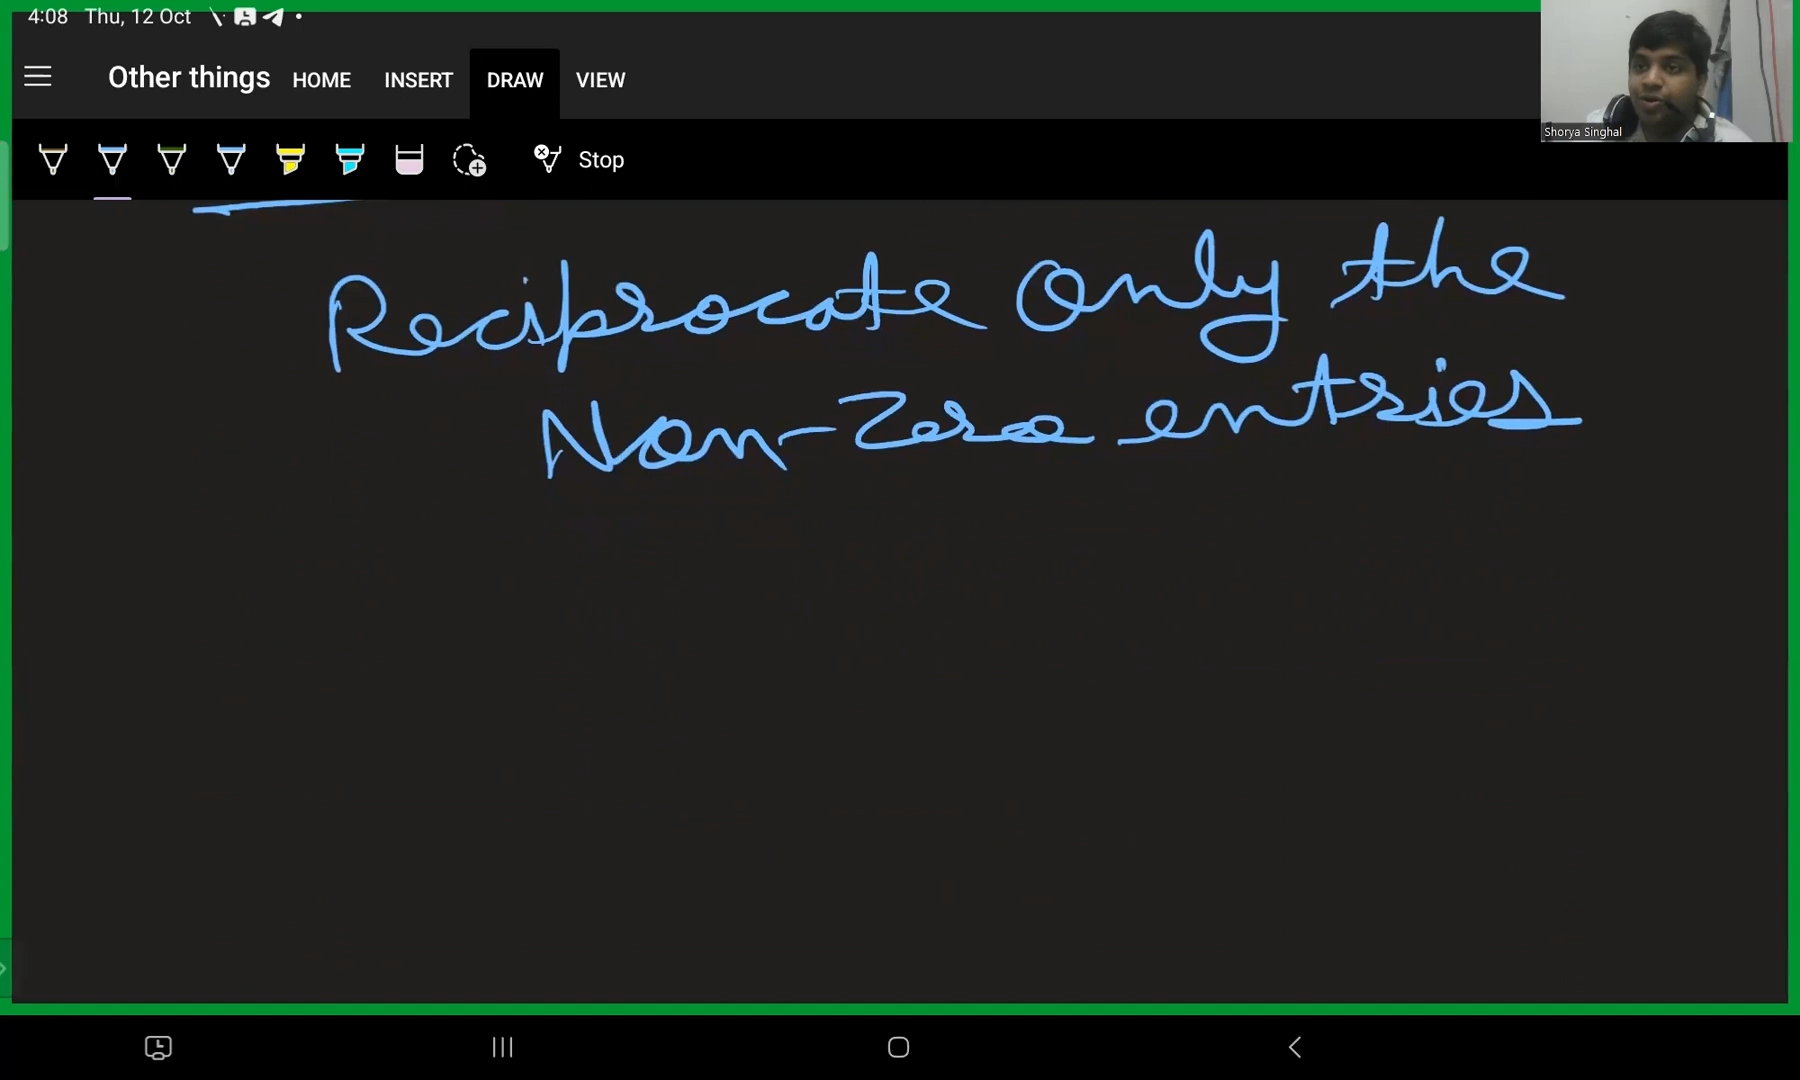 4:08 Thu, 12 Oct
Other things HOME INSERT DRAW VIEW
Shorya Singhal
Stop
Reciprocate only the
Non-Zero entries